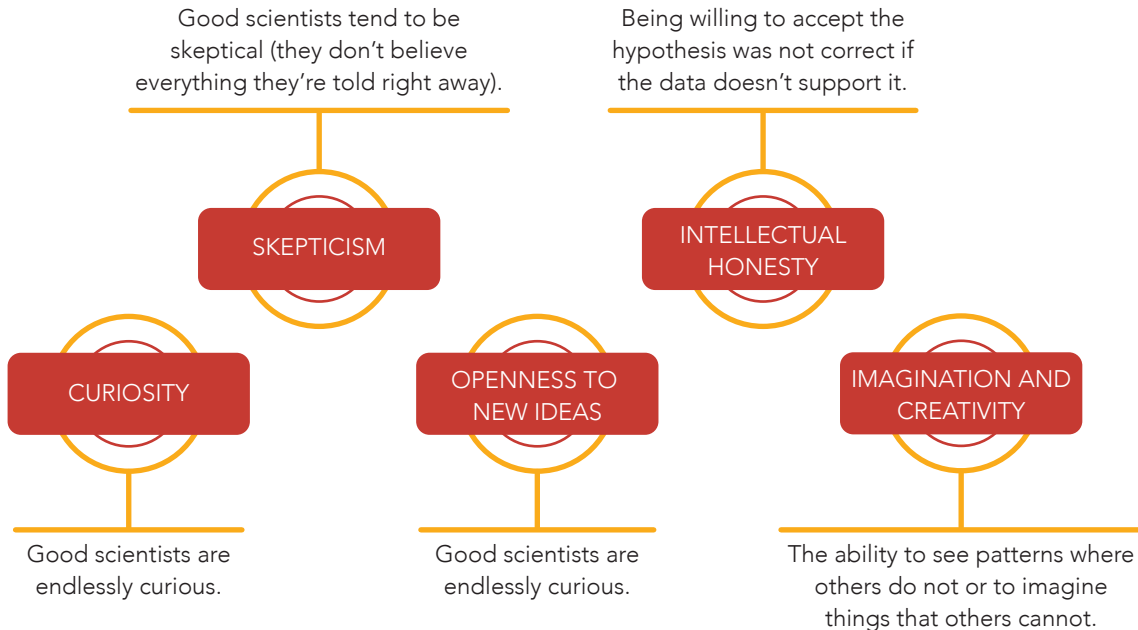 Good scientists tend to be
skeptical (they don’t believe
everything they’re told right away).
Being willing to accept the
hypothesis was not correct if
the data doesn’t support it.
SKEPTICISM
INTELLECTUAL
HONESTY
CURIOSITY
OPENNESS TO
NEW IDEAS
IMAGINATION AND
CREATIVITY
Good scientists are
endlessly curious.
Good scientists are
endlessly curious.
The ability to see patterns where
others do not or to imagine
things that others cannot.